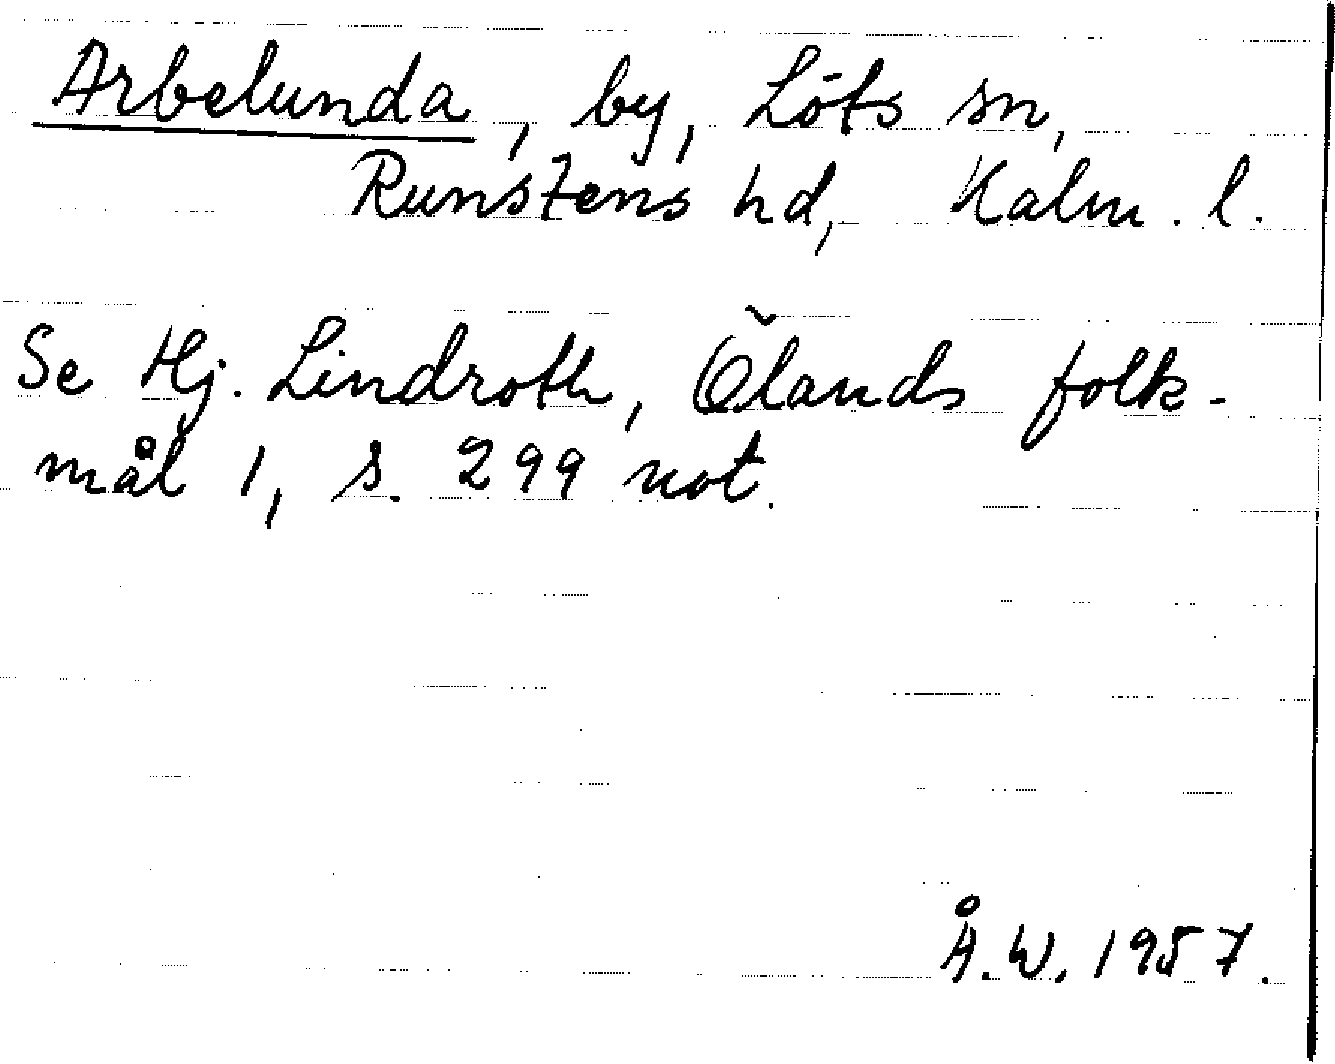 Arbelunda, by, Löts sn,
Runstens hd, Kalm. l.
Se Hj. Lindroth, Ölands folk-
mål 1, s. 299 not.
Å.W. 1957.